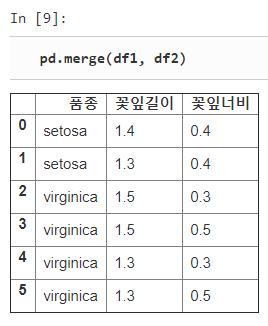 In [9]:
pd.merge(df1, df2)
품종 꽃잎길이 꽃잎너비
0 setosa 1.4 0.4
1 setosa 1.3 0.4
2 virginica 1.5 0.3
3 virginica 1.5 0.5
4 virginica 1.3 0.3
5 virginica 1.3 0.5